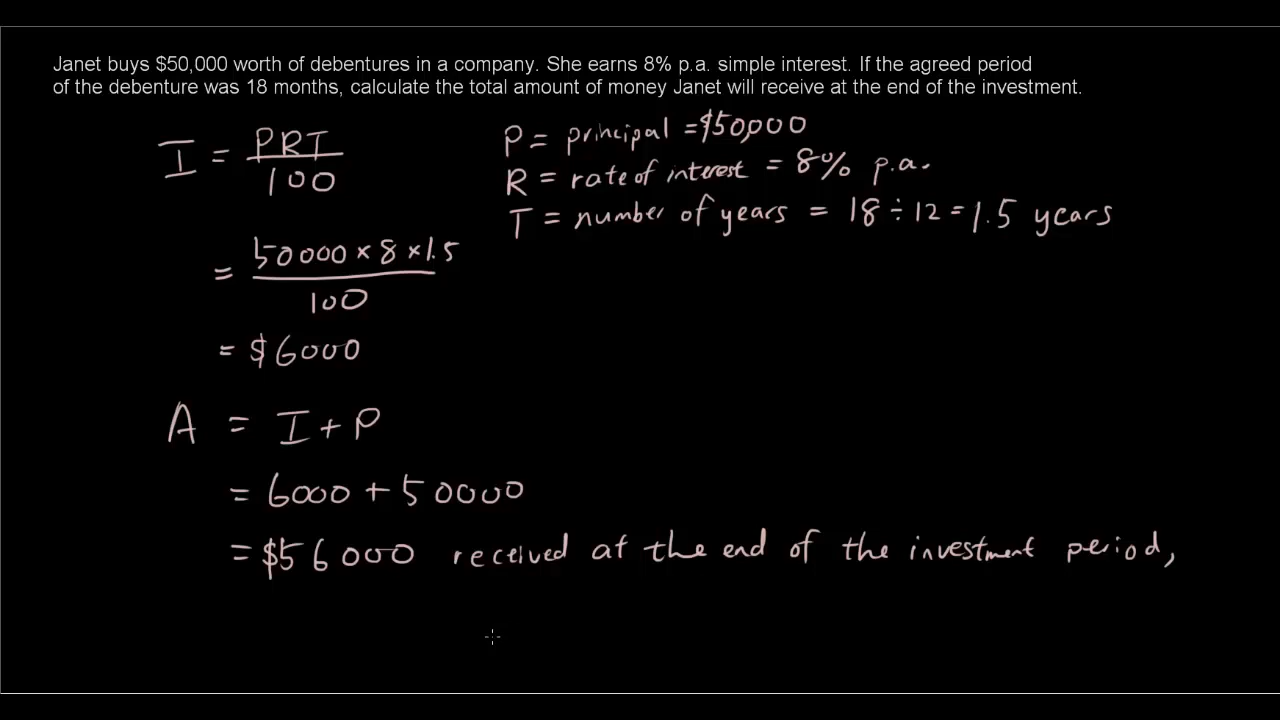 Janet buys $50,000 worth of debentures in a company. She earns 8% p.a. simple interest. If the agreed period
of the debenture was 18 months, calculate the total amount of money Janet will receive at the end of the investment.
I = PRT
100
P = principal = $50,000
R = rate of interest = 8% p.a.
T = number of years = 18 ÷ 12 = 1.5 years
= 50000 × 8 × 1.5
100
= $6000
A = I + P
= 6000 + 50000
= $56000 received at the end of the investment period,